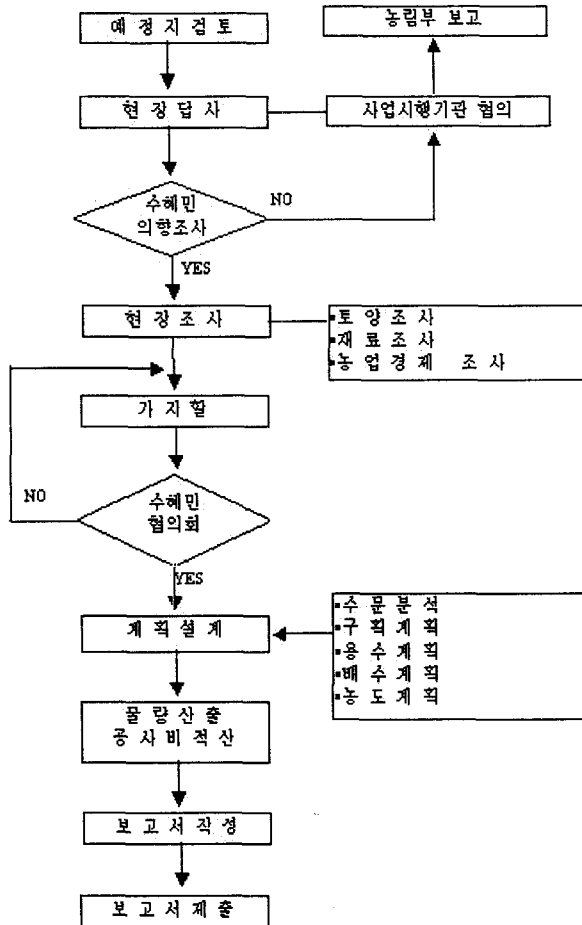 예정지검토
농림부 보고
현장답사
사업시행기관 협의
수혜민
의향조사
NO
YES
현장조사
▪토양조사
▪재료조사
▪농업경제 조사
가지할
NO
수혜민
협의회
YES
계획설계
▪수문분석
▪구획계획
▪용수계획
▪배수계획
▪농도계획
물량산출
공사비적산
보고서작성
보고서제출